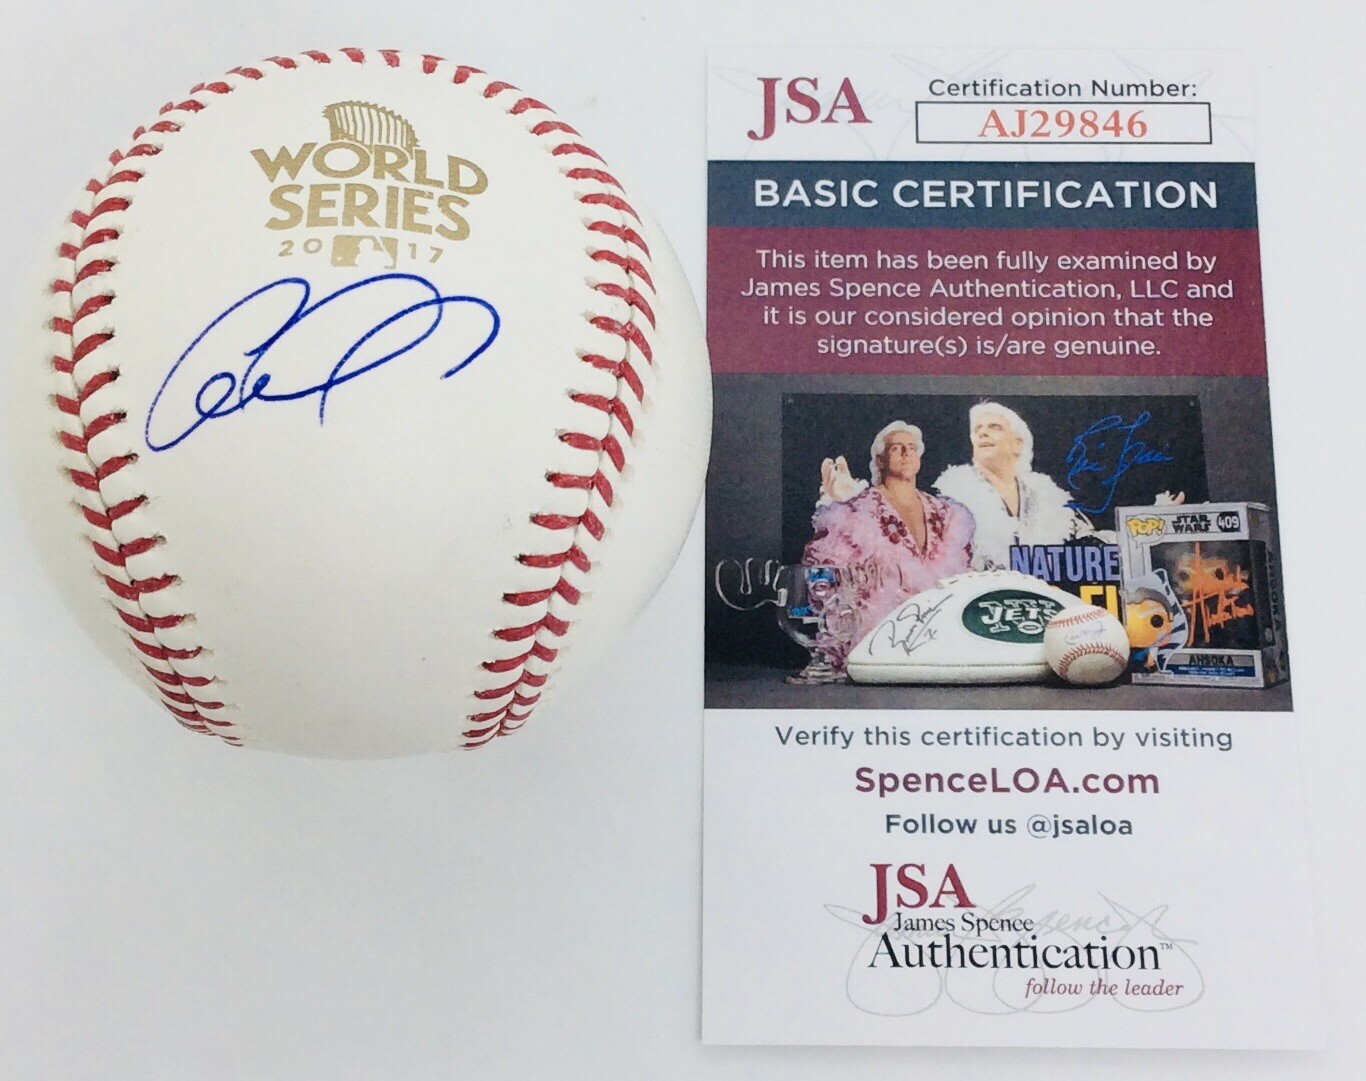 WORLD
SERIES
2017
JSA
Certification Number:
AJ29846
BASIC CERTIFICATION
This item has been fully examined by
James Spence Authentication, LLC and
it is our considered opinion that the
signature(s) is/are genuine.
POP!
STAR
WARS
409
NATURE
JETS
AHSOKA
Verify this certification by visiting
SpenceLOA.com
Follow us @jsaloa
JSA
James Spence
Authentication™
follow the leader